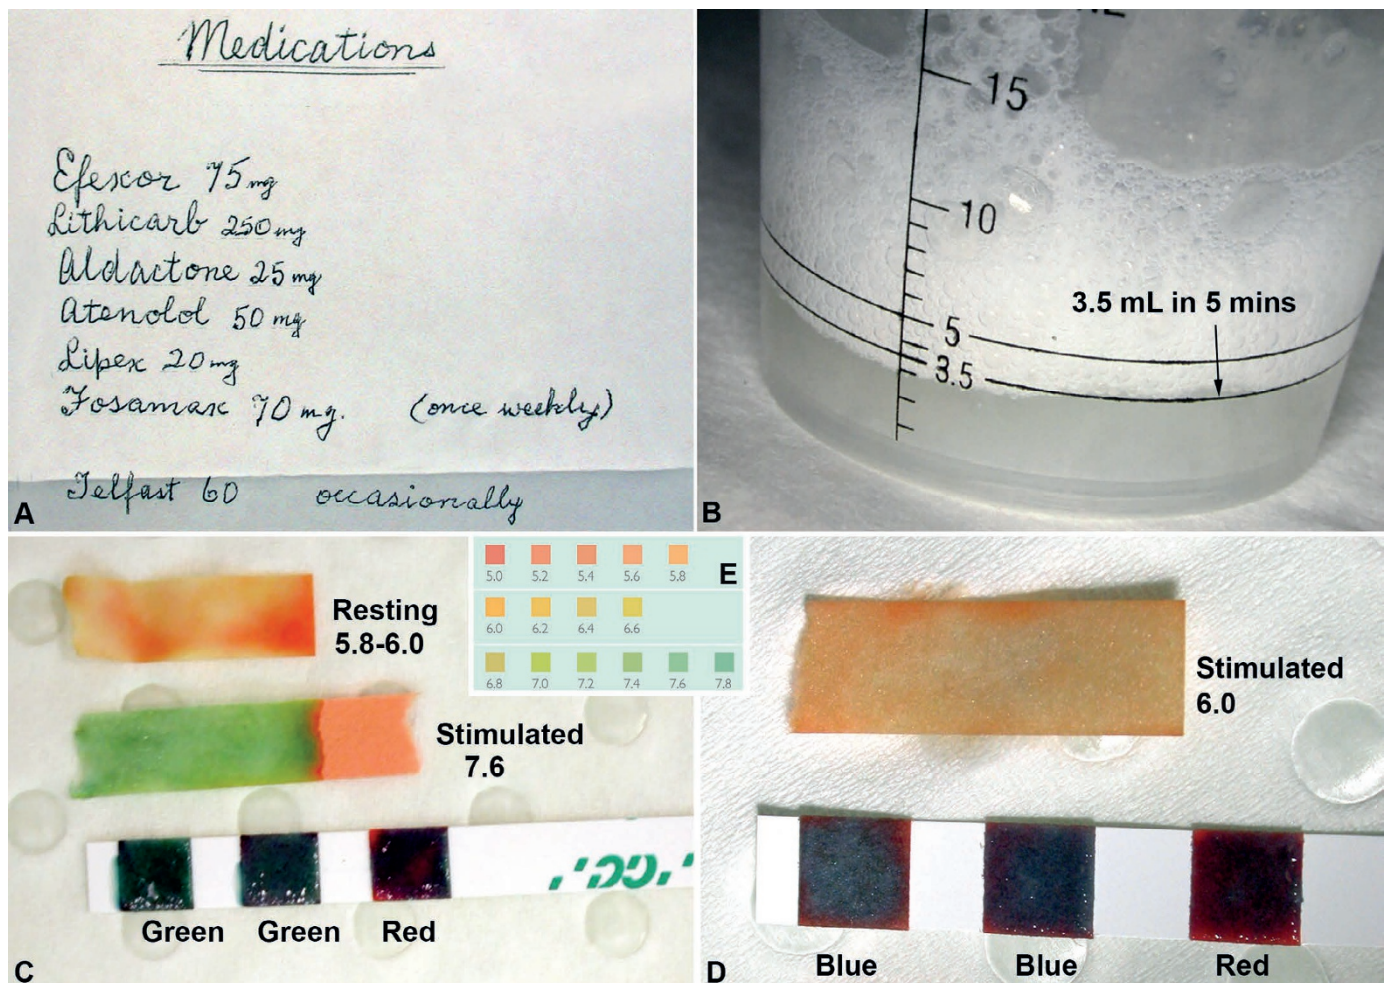 Medications
Efexor 75mg
Lithicarb 250mg
Aldactone 25mg
Atenolol 50mg
Lipex 20mg
Fosamax 70mg. (once weekly)
Telfast 60 occasionally
A
15
10
5
3.5
3.5 mL in 5 mins
B
Resting
5.8-6.0
Stimulated
7.6
Green Green Red
C
5.0 5.2 5.4 5.6 5.8
E
6.0 6.2 6.4 6.6
6.8 7.0 7.2 7.4 7.6 7.8
Stimulated
6.0
Blue Blue Red
D